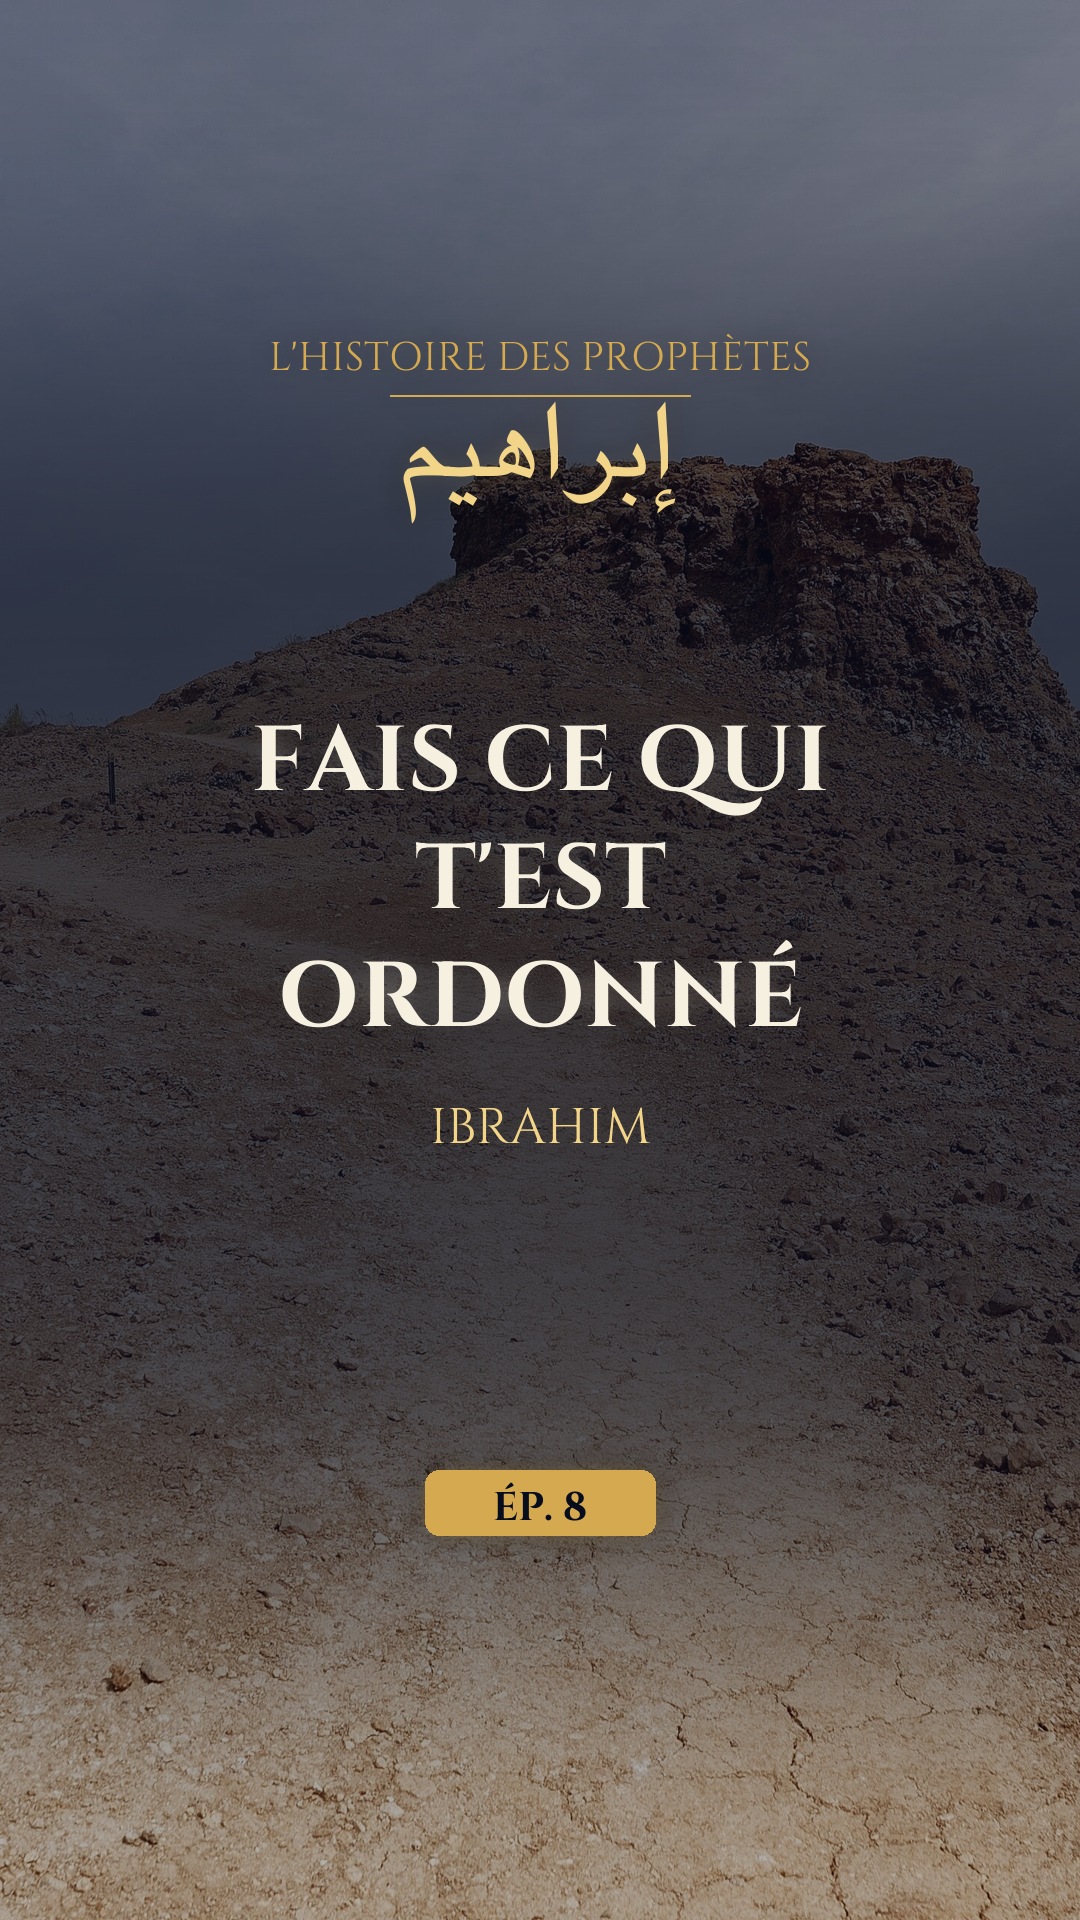 L'HISTOIRE DES PROPHÈTES
إبراهيم
FAIS CE QUI
T'EST
ORDONNÉ
IBRAHIM
ÉP. 8